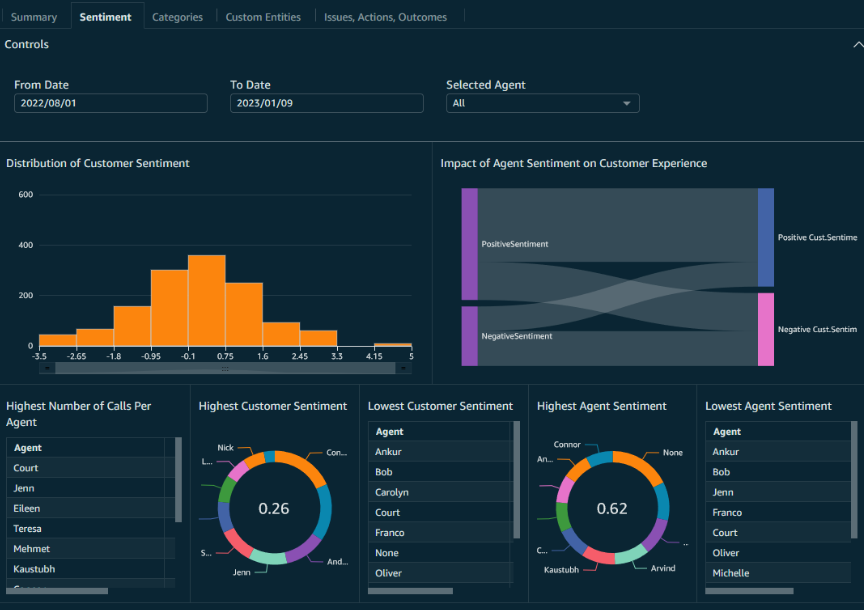 Summary
Sentiment
Categories
Custom Entities
Issues, Actions, Outcomes
Controls
From Date
To Date
Selected Agent
2022/08/01
2023/01/09
All
Distribution of Customer Sentiment
600
400
200
0
-3.5 -2.65 -1.8 -0.95 -0.1 0.75 1.6 2.45 3.3 4.15 5
Impact of Agent Sentiment on Customer Experience
PositiveSentiment
NegativeSentiment
Positive Cust.Sentime
Negative Cust.Sentim
Highest Number of Calls Per
Agent
Agent
Court
Jenn
Eileen
Teresa
Mehmet
Kaustubh
Highest Customer Sentiment
Nick
Con...
L...
0.26
S...
And...
Jenn
Lowest Customer Sentiment
Agent
Ankur
Bob
Carolyn
Court
Franco
None
Oliver
Highest Agent Sentiment
Connor
None
An...
0.62
...
C...
Kaustubh
Arvind
Lowest Agent Sentiment
Agent
Ankur
Bob
Jenn
Franco
Court
Oliver
Michelle